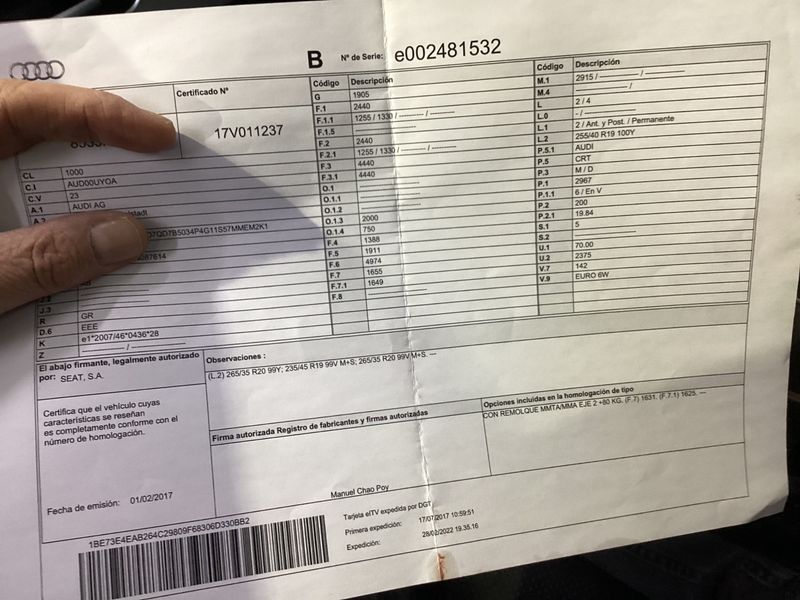 B Nº de Serie: e002481532
Certificado Nº
17V011237
CL 1000
C.I AUD00UYOA
C.V 23
A.1 AUDI AG
R GR
D.6 EEE
K e1*2007/46*0436*28
Z ---------- / ----------
Código Descripción
G 1905
F.1 2440
F.1.1 1255 / 1330 / ---------- / ----------
F.1.5 ----------
F.2 2440
F.2.1 1255 / 1330 / ---------- / ----------
F.3 4440
F.3.1 4440
O.1 ----------
O.1.1 ----------
O.1.2 ----------
O.1.3 2000
O.1.4 750
F.4 1388
F.5 1911
F.6 4974
F.7 1655
F.7.1 1649
F.8 ----------
Código Descripción
M.1 2915 / ---------- / ----------
M.4 ---------- / ----------
L 2 / 4
L.0 - / ----------
L.1 2 / Ant. y Post. / Permanente
L.2 255/40 R19 100Y
P.5.1 AUDI
P.5 CRT
P.3 M / D
P.1 2967
P.1.1 6 / En V
P.2 200
P.2.1 19.84
S.1 5
S.2 ----------
U.1 70.00
U.2 2375
V.7 142
V.9 EURO 6W
El abajo firmante, legalmente autorizado
por: SEAT, S.A.
Certifica que el vehículo cuyas
características se reseñan
es completamente conforme con el
número de homologación.
Fecha de emisión: 01/02/2017
Observaciones :
(L.2) 265/35 R20 99Y; 235/45 R19 99V M+S; 265/35 R20 99V M+S. ---
Firma autorizada Registro de fabricantes y firmas autorizadas
Manuel Chao Poy
Opciones incluidas en la homologación de tipo
CON REMOLQUE MMTA/MMA EJE 2 +80 KG. (F.7) 1631. (F.7.1) 1625. ---
1BE73E4EAB264C29809F68306D330BB2
Tarjeta eITV expedida por DGT
Primera expedición: 17/07/2017 10:59:51
Expedición: 28/02/2022 19.35.16